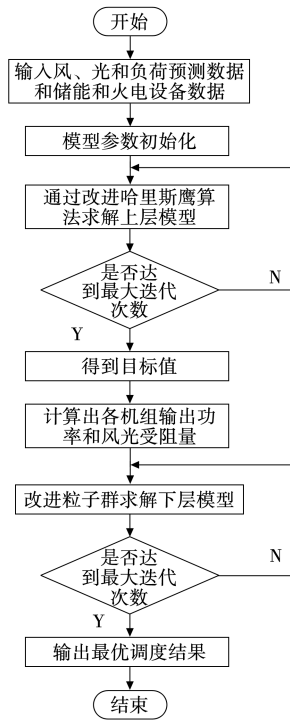 开始
输入风、光和负荷预测数据
和储能和火电设备数据
模型参数初始化
通过改进哈里斯鹰算
法求解上层模型
是否达
到最大迭代
次数
N
Y
得到目标值
计算出各机组输出功
率和风光受阻量
改进粒子群求解下层模型
是否达
到最大迭代
次数
N
Y
输出最优调度结果
结束